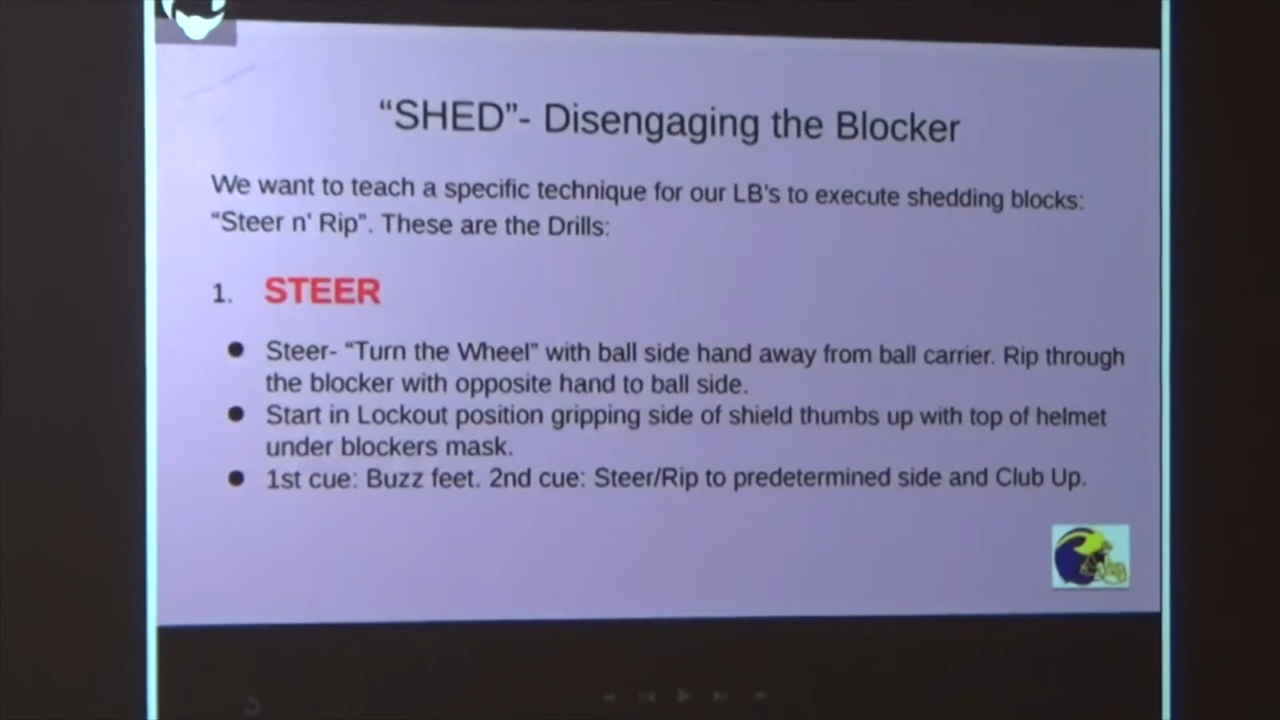 “SHED”- Disengaging the Blocker
We want to teach a specific technique for our LB's to execute shedding blocks:
“Steer n' Rip”. These are the Drills:
1. STEER
● Steer- “Turn the Wheel” with ball side hand away from ball carrier. Rip through
the blocker with opposite hand to ball side.
● Start in Lockout position gripping side of shield thumbs up with top of helmet
under blockers mask.
● 1st cue: Buzz feet. 2nd cue: Steer/Rip to predetermined side and Club Up.